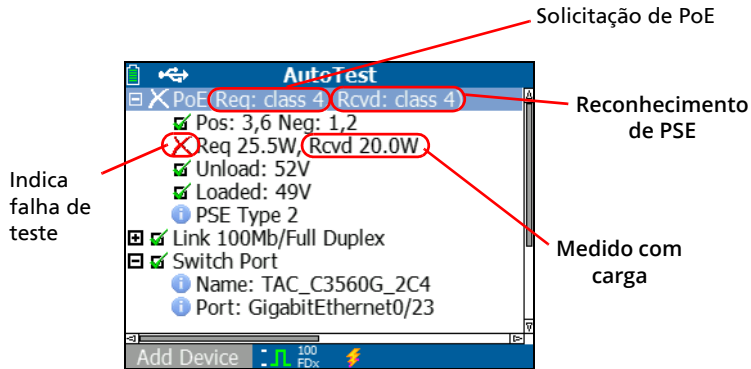 Solicitação de PoE
AutoTest
PoE Req: class 4 Rcvd: class 4
Pos: 3,6 Neg: 1,2
Req 25.5W, Rcvd 20.0W
Unload: 52V
Loaded: 49V
PSE Type 2
Link 100Mb/Full Duplex
Switch Port
Name: TAC_C3560G_2C4
Port: GigabitEthernet0/23
Add Device
100
FDx
Reconhecimento
de PSE
Indica
falha de
teste
Medido com
carga